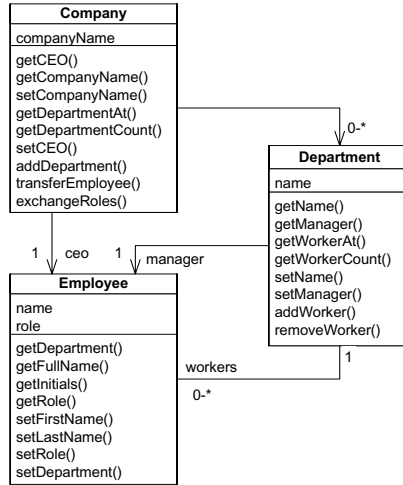 Company
companyName
getCEO()
getCompanyName()
setCompanyName()
getDepartmentAt()
getDepartmentCount()
setCEO()
addDepartment()
transferEmployee()
exchangeRoles()
0-*
Department
name
getName()
getManager()
getWorkerAt()
getWorkerCount()
setName()
setManager()
addWorker()
removeWorker()
1 ceo
1 manager
Employee
name
role
getDepartment()
getFullName()
getInitials()
getRole()
setFirstName()
setLastName()
setRole()
setDepartment()
workers
0-*
1